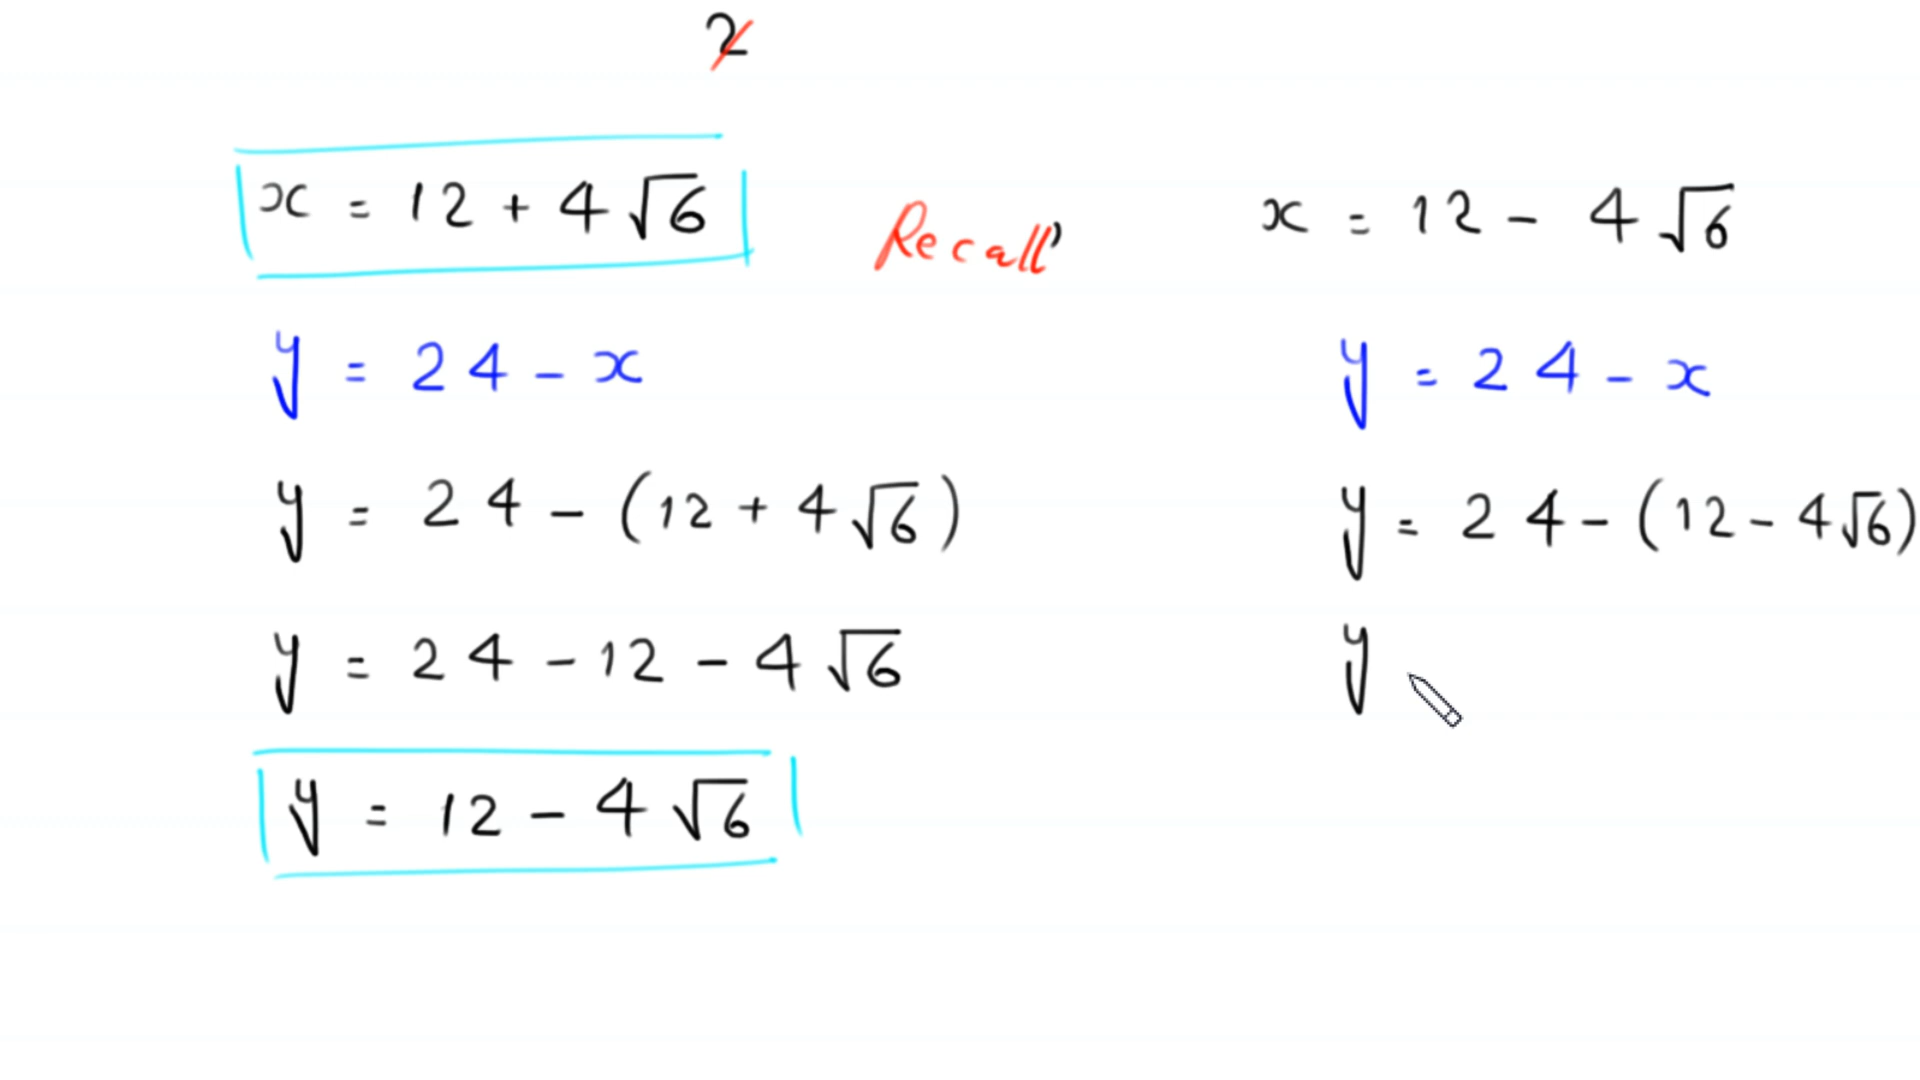 2
x = 12 + 4√6
Recall,
y = 24 - x
y = 24 - (12 + 4√6)
y = 24 - 12 - 4√6
y = 12 - 4√6
x = 12 - 4√6
y = 24 - x
y = 24 - (12 - 4√6)
y